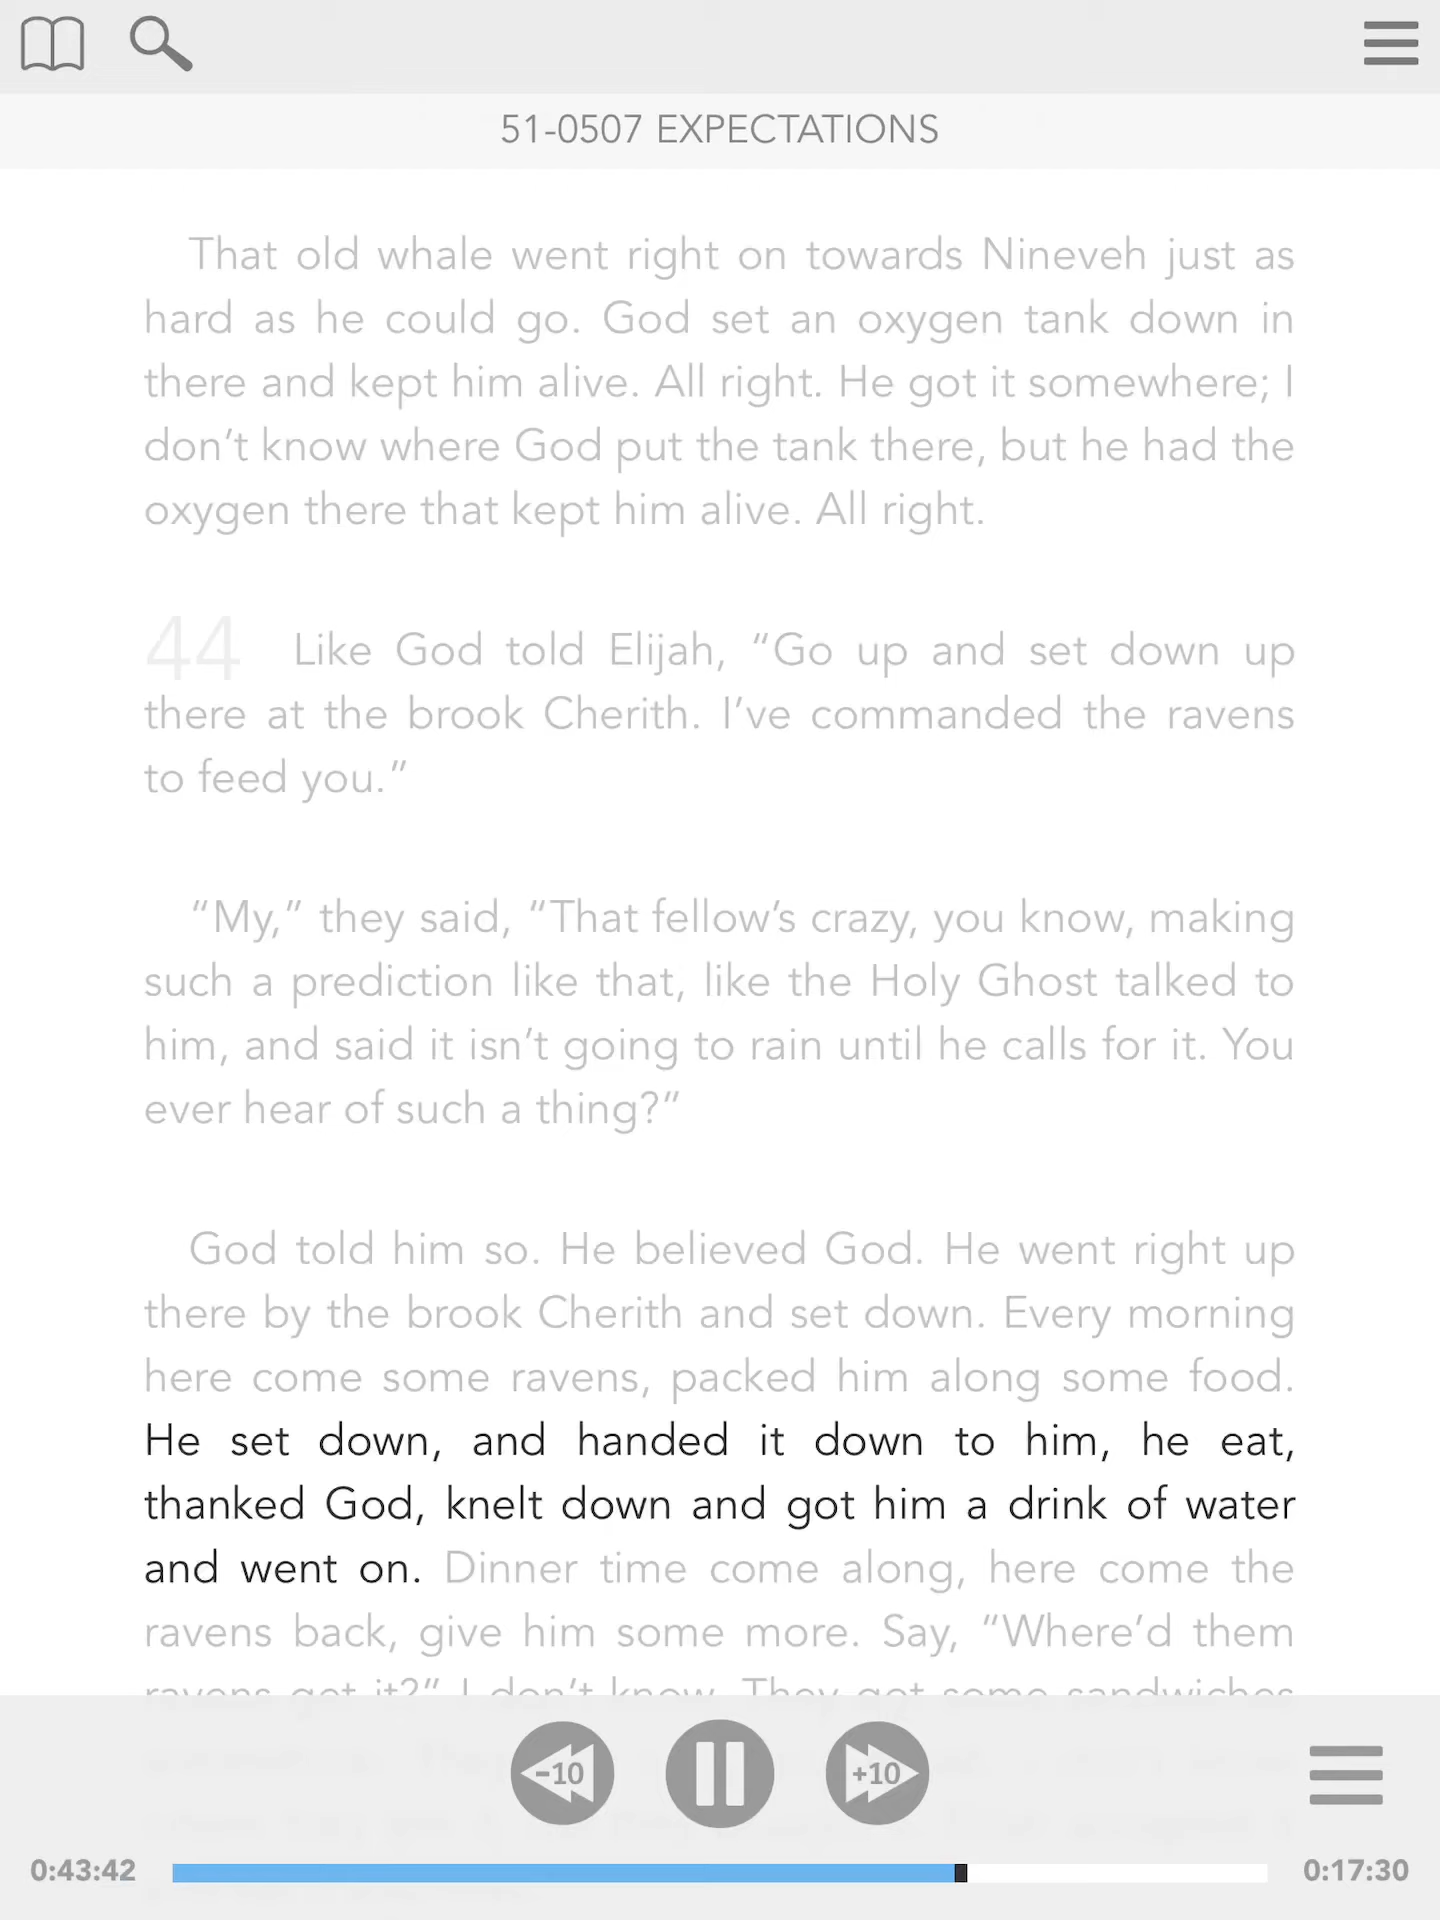 51-0507 EXPECTATIONS
That old whale went right on towards Nineveh just as
hard as he could go. God set an oxygen tank down in
there and kept him alive. All right. He got it somewhere; I
don’t know where God put the tank there, but he had the
oxygen there that kept him alive. All right.
44 Like God told Elijah, “Go up and set down up
there at the brook Cherith. I’ve commanded the ravens
to feed you.”
“My,” they said, “That fellow’s crazy, you know, making
such a prediction like that, like the Holy Ghost talked to
him, and said it isn’t going to rain until he calls for it. You
ever hear of such a thing?”
God told him so. He believed God. He went right up
there by the brook Cherith and set down. Every morning
here come some ravens, packed him along some food.
He set down, and handed it down to him, he eat,
thanked God, knelt down and got him a drink of water
and went on. Dinner time come along, here come the
ravens back, give him some more. Say, “Where’d them
ravens get it?” I don’t know. They got some sandwiches
-10 +10
0:43:42 0:17:30